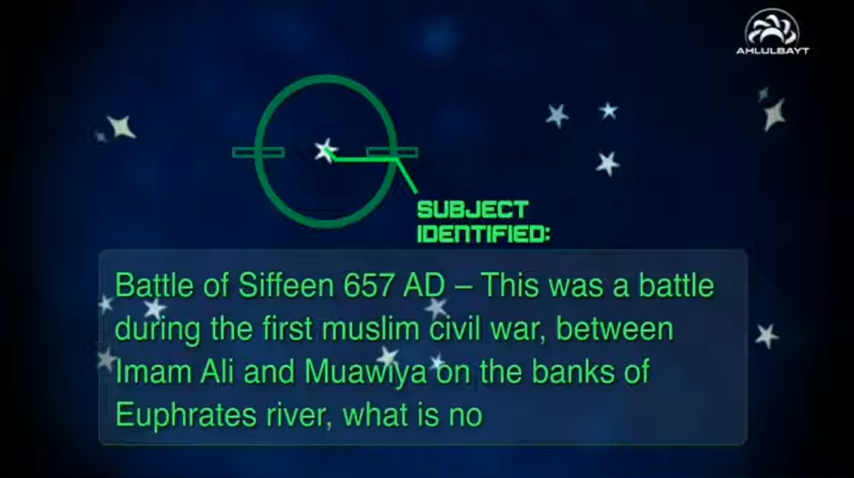 AHLULBAYT
SUBJECT
IDENTIFIED:
Battle of Siffeen 657 AD – This was a battle
during the first muslim civil war, between
Imam Ali and Muawiya on the banks of
Euphrates river, what is no